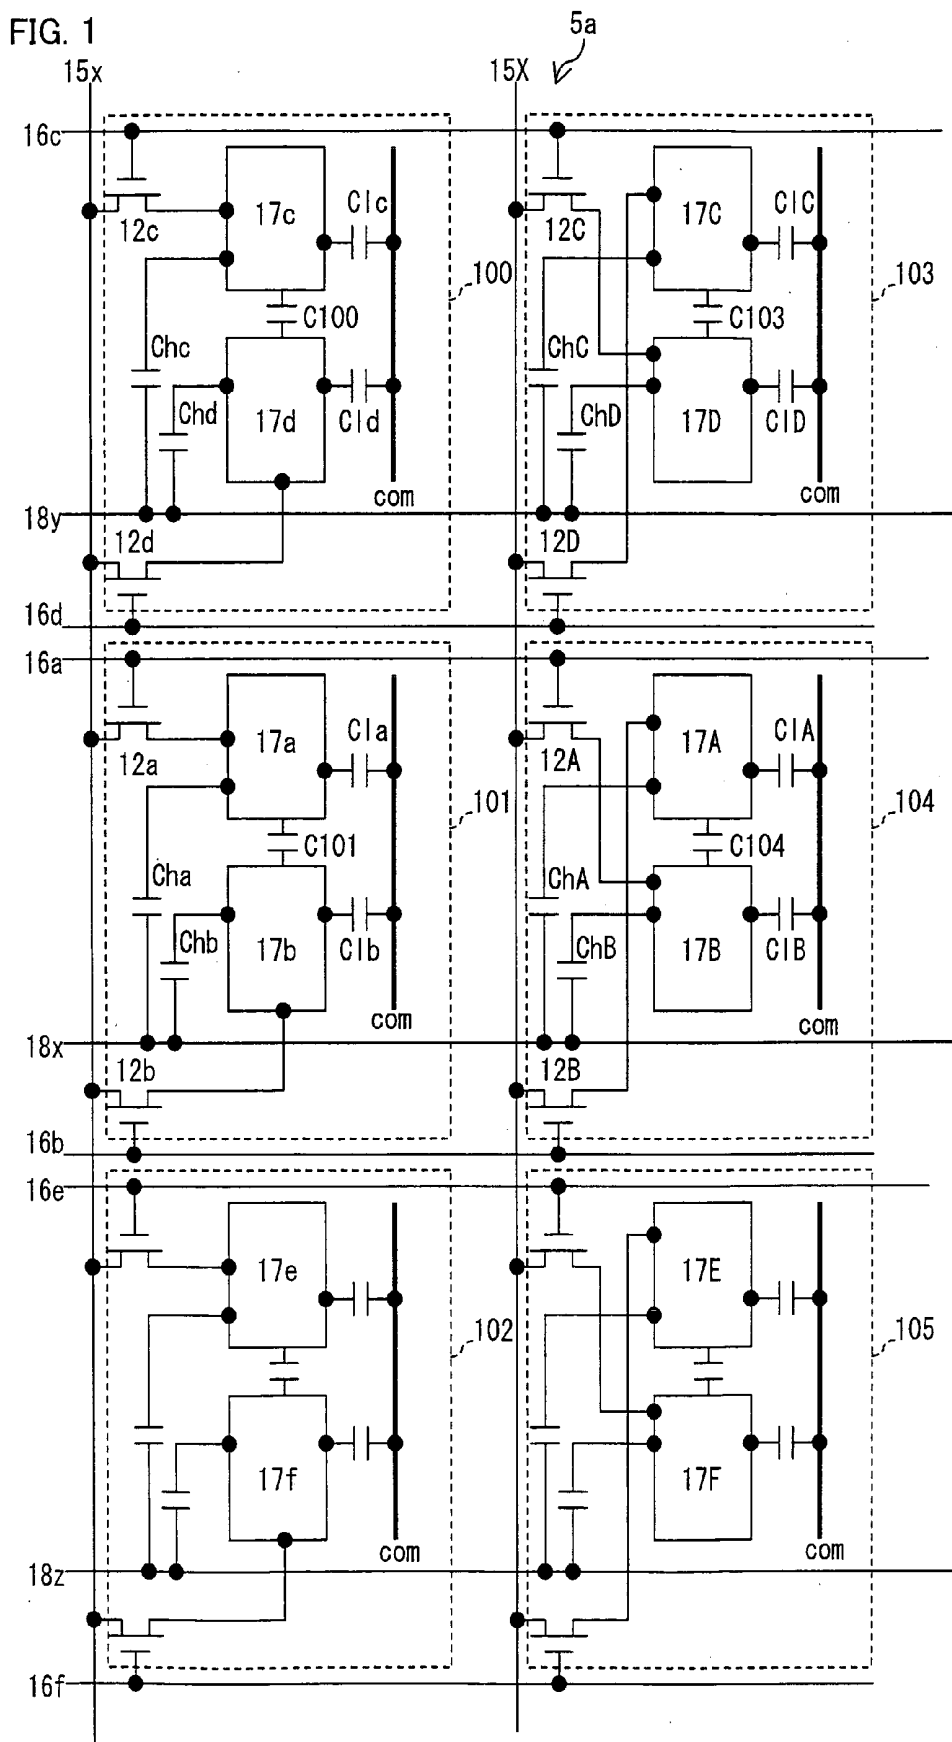 FIG. 1
5a
15x
15X
16c
17c
Clc
17C
ClC
12c
12C
100
103
C100
C103
Chc
ChC
Chd
17d
Cld
ChD
17D
ClD
com
com
18y
12d
12D
16d
16a
17a
Cla
17A
ClA
12a
12A
101
104
C101
C104
Cha
ChA
Chb
17b
Clb
ChB
17B
ClB
com
com
18x
12b
12B
16b
16e
17e
17E
102
105
17f
17F
com
com
18z
16f